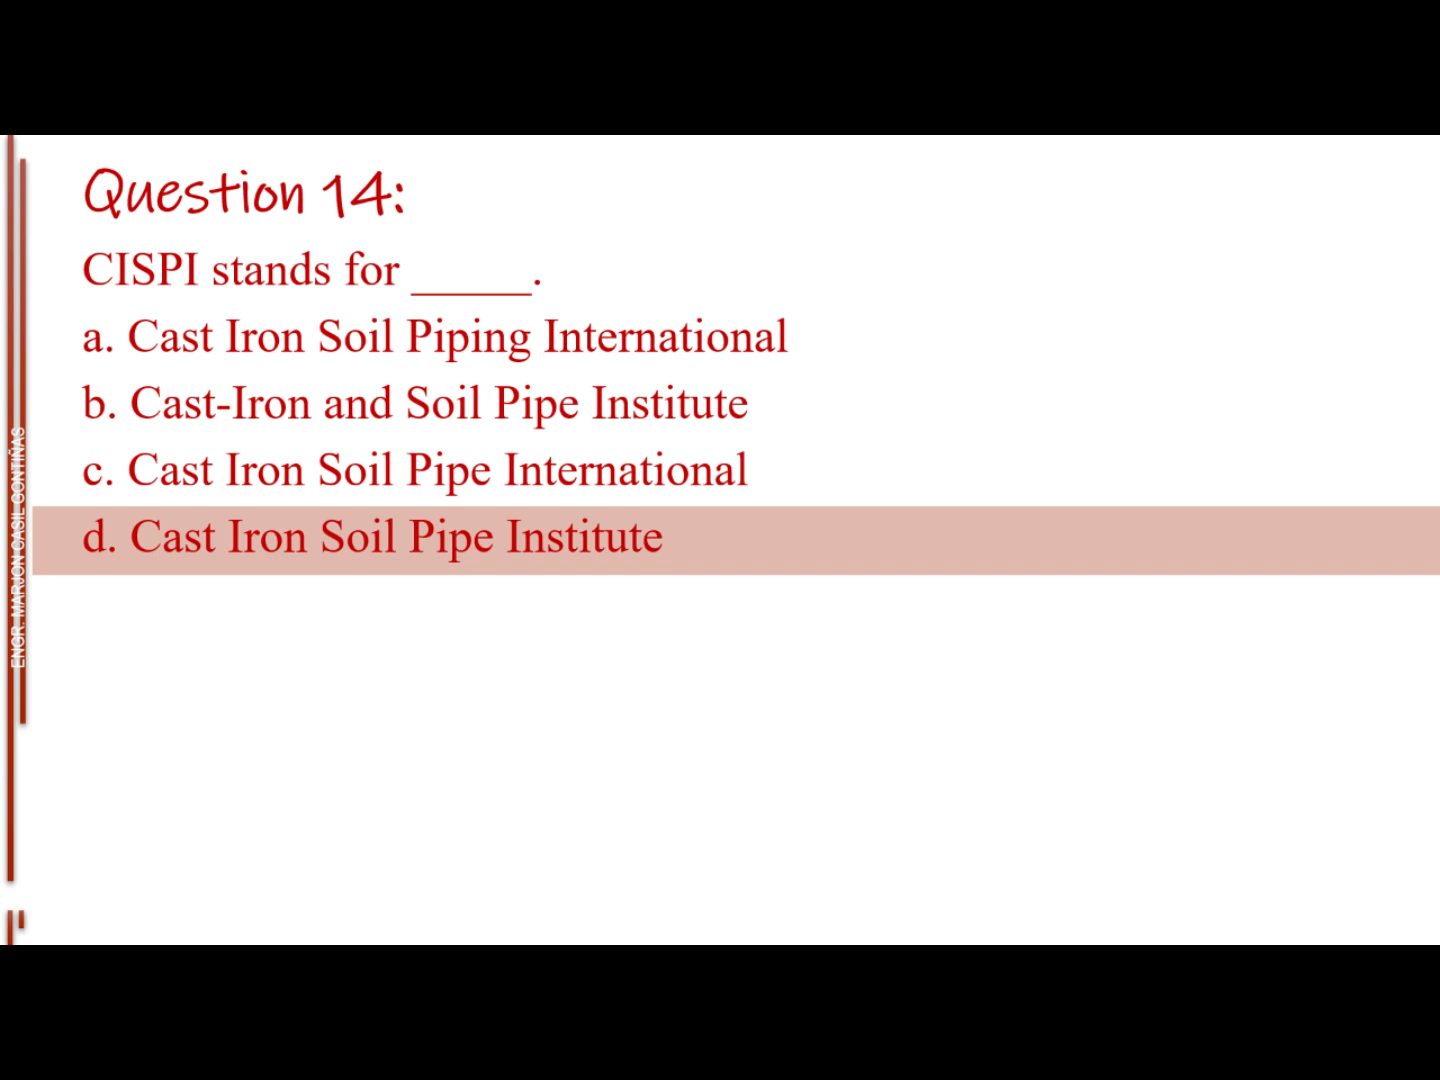 Question 14:
CISPI stands for _____.
a. Cast Iron Soil Piping International
b. Cast-Iron and Soil Pipe Institute
c. Cast Iron Soil Pipe International
d. Cast Iron Soil Pipe Institute
ENGR. MARJON CASIL GONTIÑAS